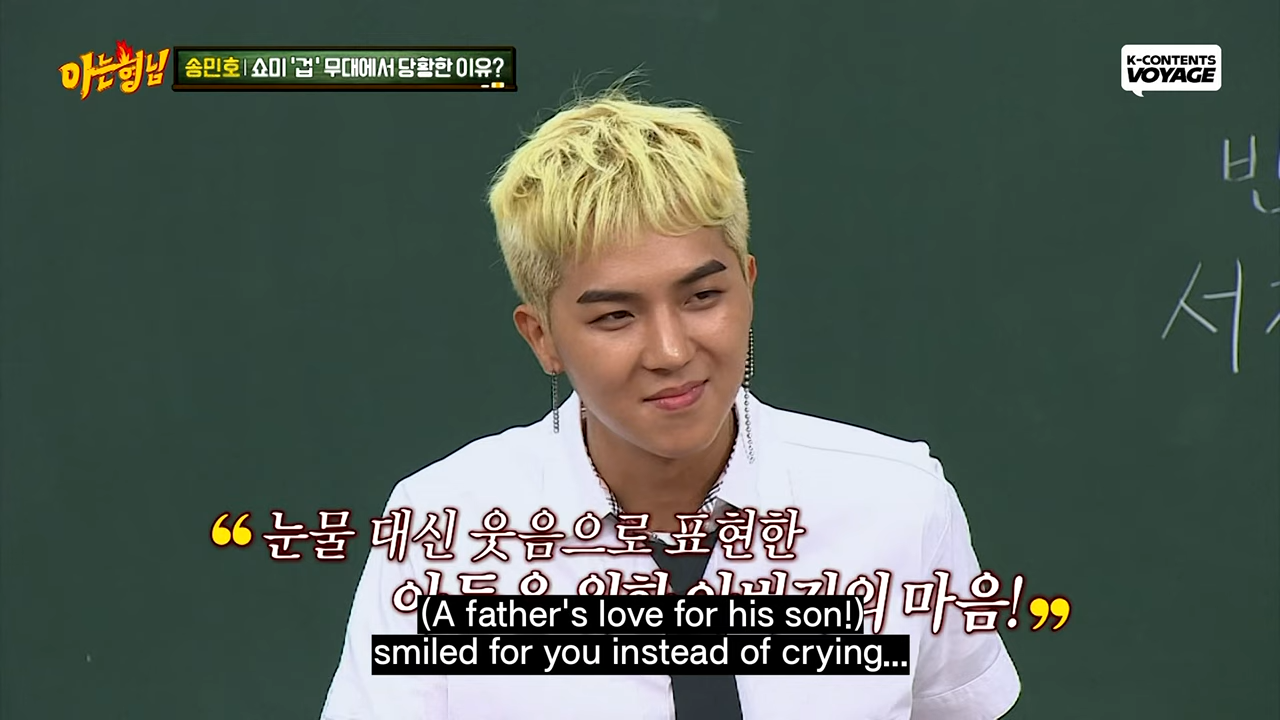 아는형님
송민호 | 쇼미 '겁' 무대에서 당황한 이유?
K-CONTENTS
VOYAGE
서
“ 눈물 대신 웃음으로 표현한
마음! ”
(A father's love for his son!)
smiled for you instead of crying...